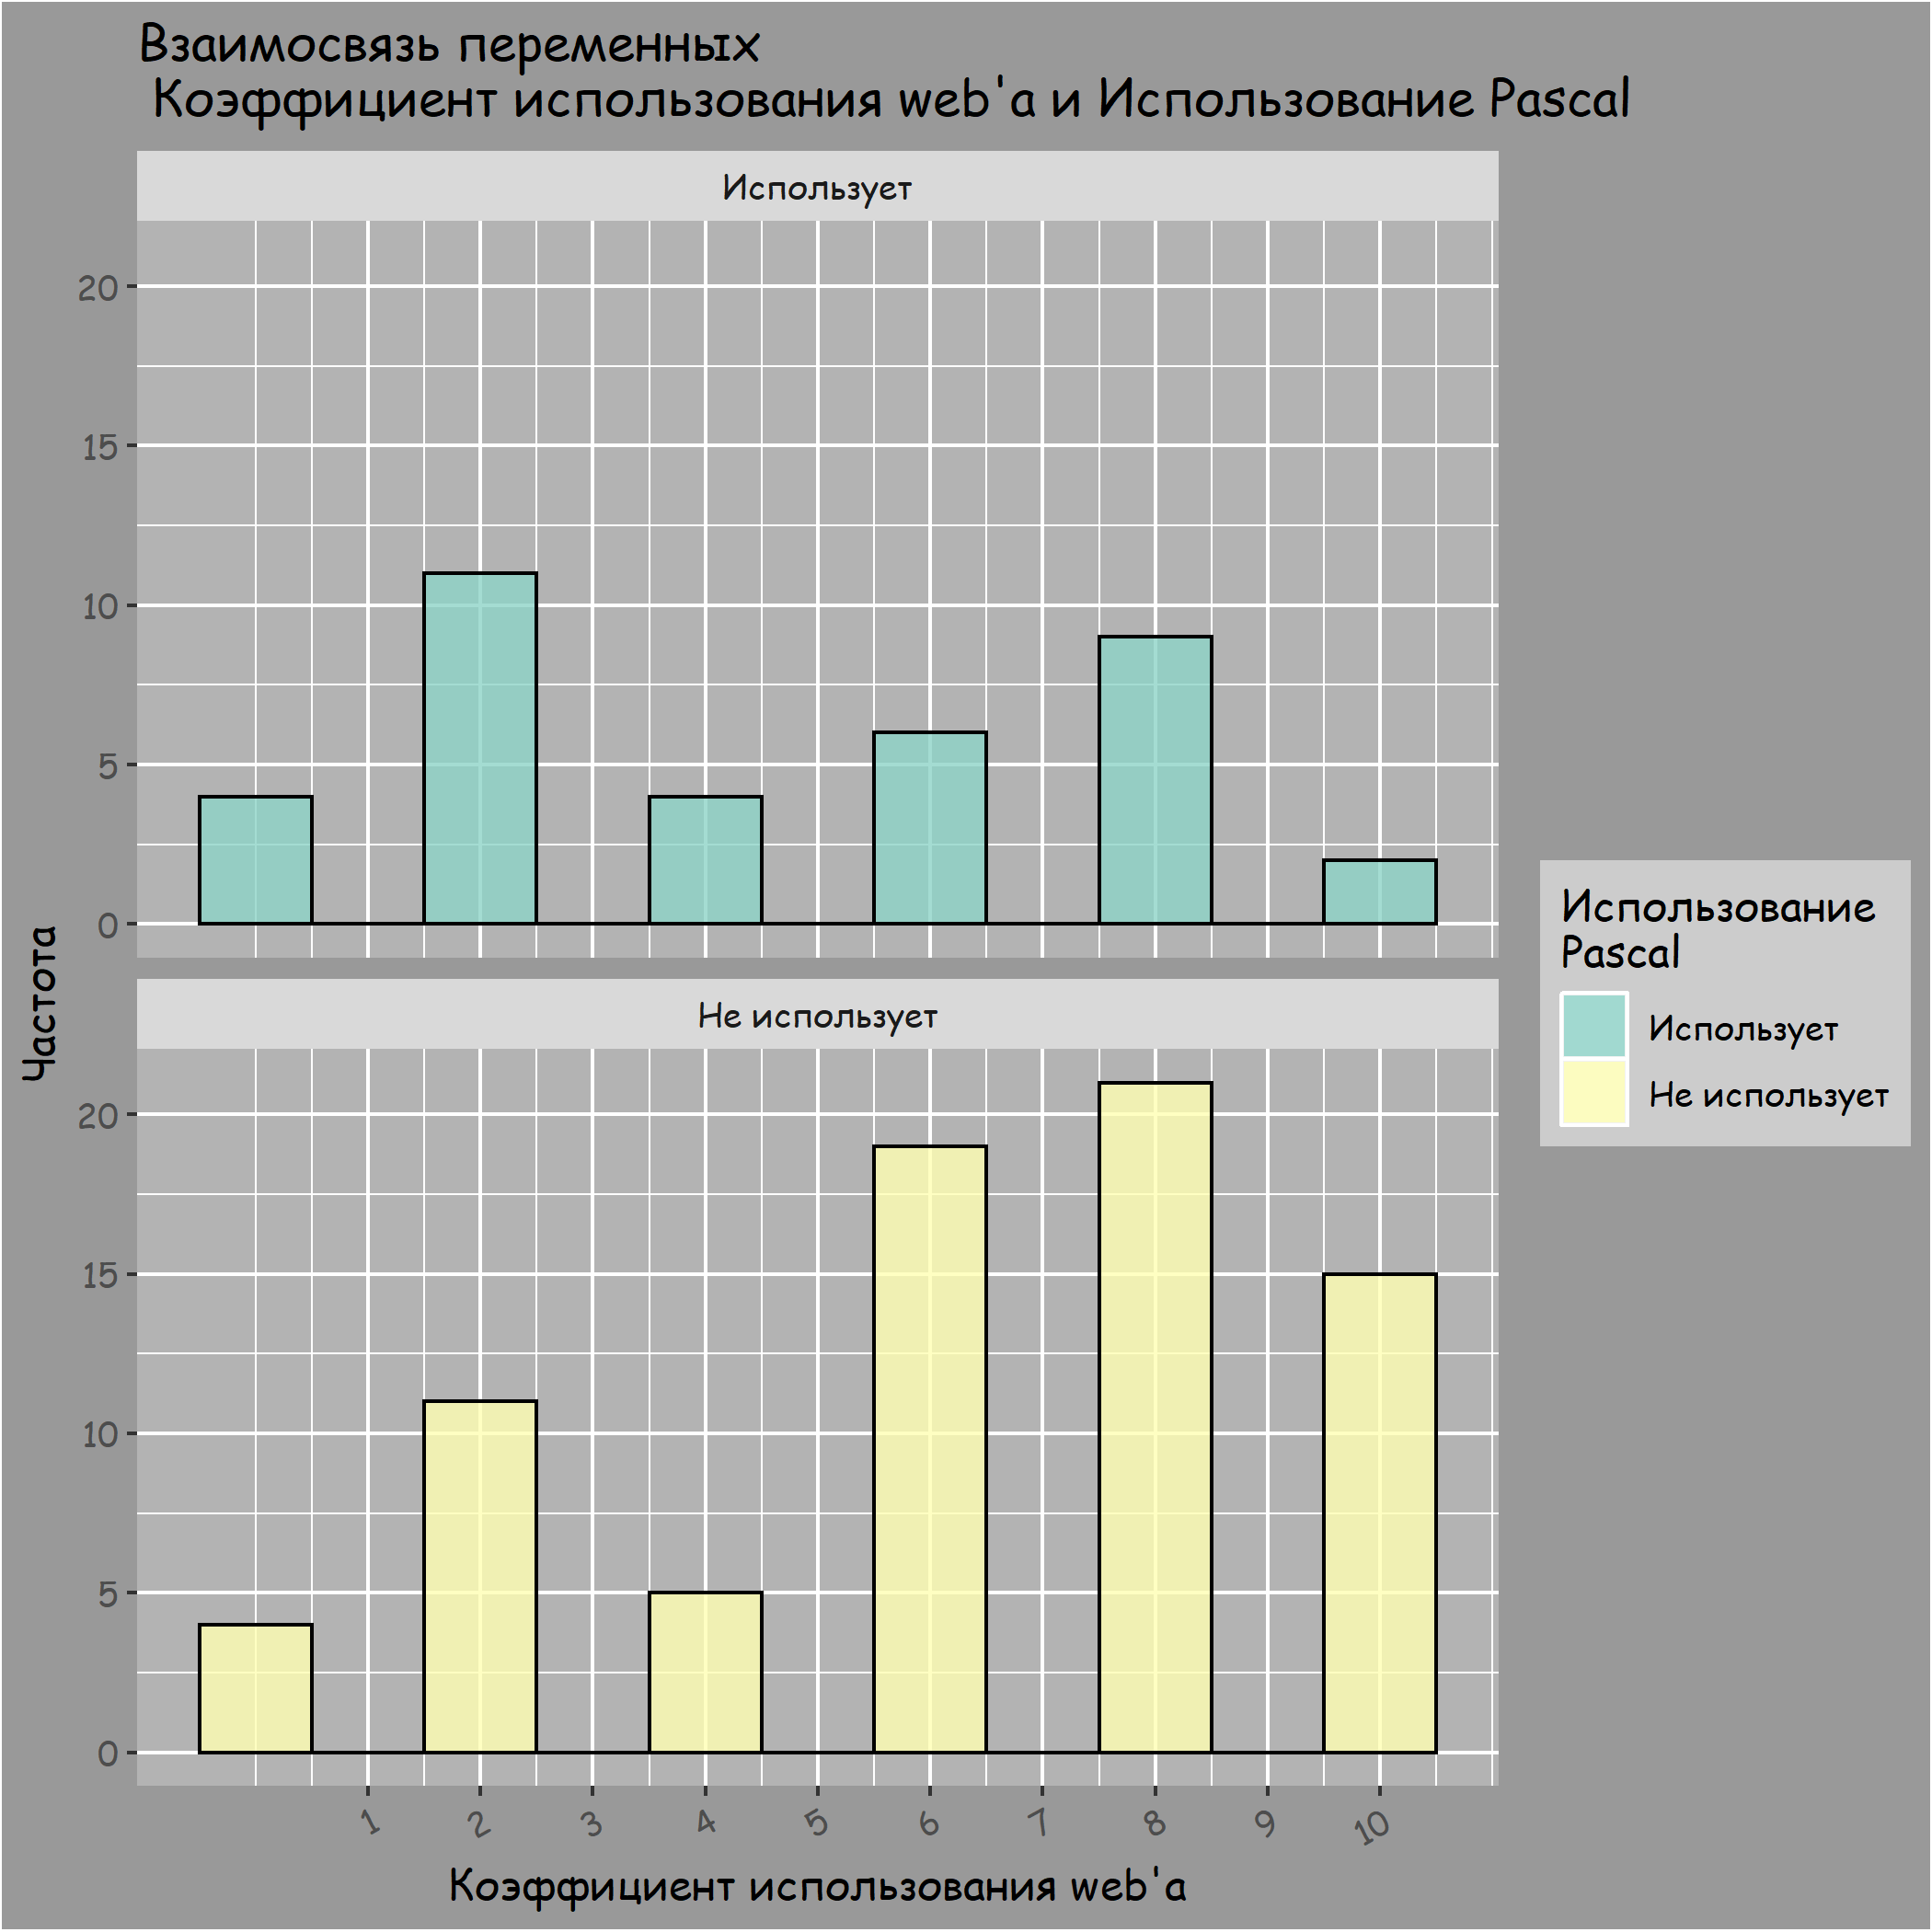 Взаимосвязь переменных
Коэффициент использования web'а и Использование Pascal
Использует
20
15
10
5
0
Не использует
20
15
10
5
0
1 2 3 4 5 6 7 8 9 10
Коэффициент использования web'а
Частота
Использование
Pascal
Использует
Не использует